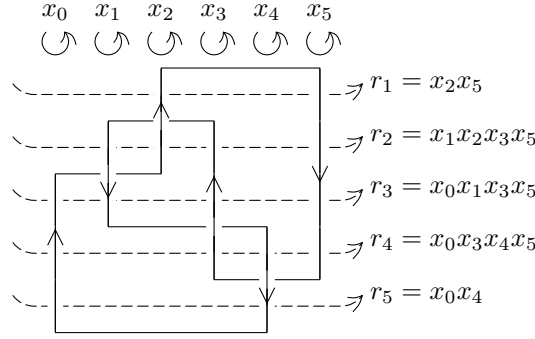 x₀ x₁ x₂ x₃ x₄ x₅
r₁ = x₂x₅
r₂ = x₁x₂x₃x₅
r₃ = x₀x₁x₃x₅
r₄ = x₀x₃x₄x₅
r₅ = x₀x₄